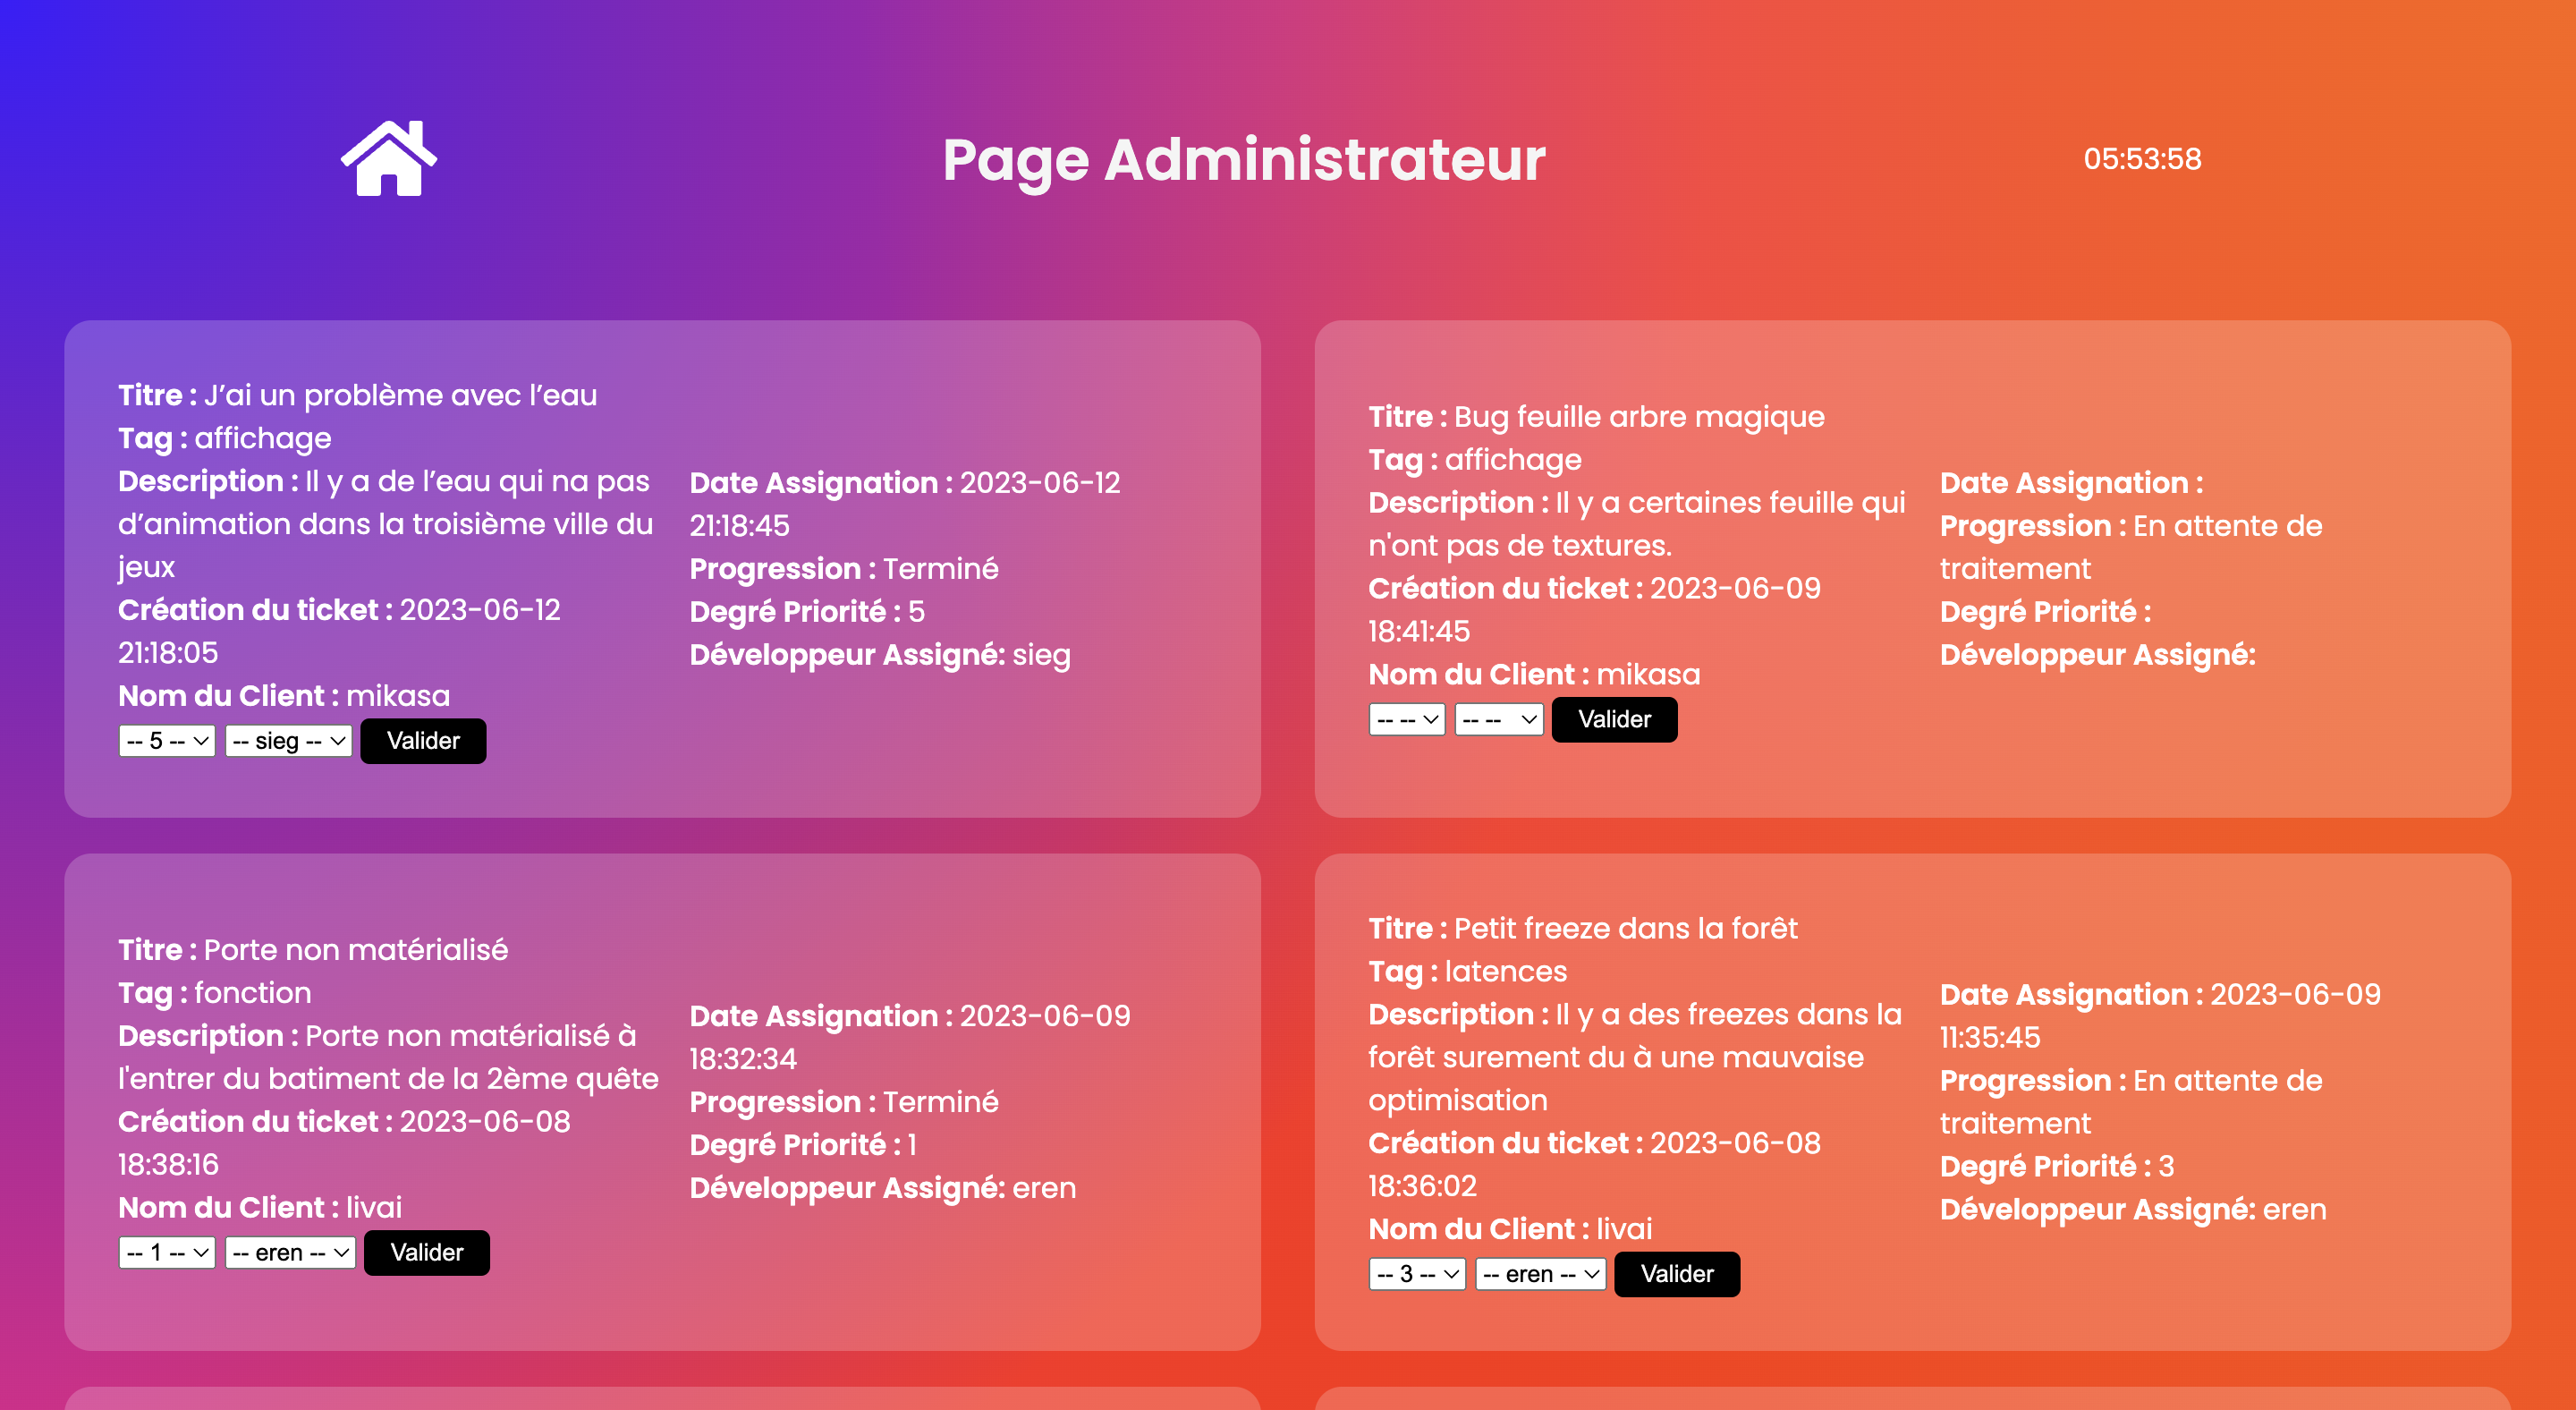 Page Administrateur
05:53:58
Titre : J’ai un problème avec l’eau
Tag : affichage
Description : Il y a de l’eau qui na pas
d’animation dans la troisième ville du
jeux
Création du ticket : 2023-06-12
21:18:05
Nom du Client : mikasa
-- 5 -- -- sieg -- Valider
Date Assignation : 2023-06-12
21:18:45
Progression : Terminé
Degré Priorité : 5
Développeur Assigné: sieg
Titre : Bug feuille arbre magique
Tag : affichage
Description : Il y a certaines feuille qui
n'ont pas de textures.
Création du ticket : 2023-06-09
18:41:45
Nom du Client : mikasa
-- -- -- -- Valider
Date Assignation :
Progression : En attente de
traitement
Degré Priorité :
Développeur Assigné:
Titre : Porte non matérialisé
Tag : fonction
Description : Porte non matérialisé à
l'entrer du batiment de la 2ème quête
Création du ticket : 2023-06-08
18:38:16
Nom du Client : livai
-- 1 -- -- eren -- Valider
Date Assignation : 2023-06-09
18:32:34
Progression : Terminé
Degré Priorité : 1
Développeur Assigné: eren
Titre : Petit freeze dans la forêt
Tag : latences
Description : Il y a des freezes dans la
forêt surement du à une mauvaise
optimisation
Création du ticket : 2023-06-08
18:36:02
Nom du Client : livai
-- 3 -- -- eren -- Valider
Date Assignation : 2023-06-09
11:35:45
Progression : En attente de
traitement
Degré Priorité : 3
Développeur Assigné: eren